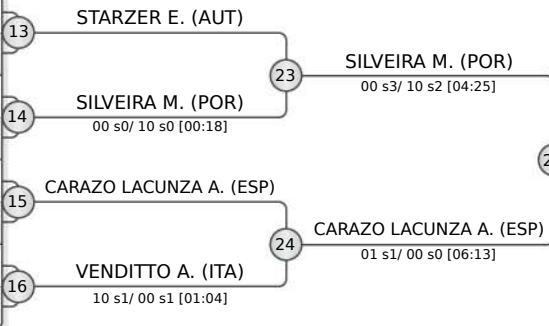 13
STARZER E. (AUT)
23
SILVEIRA M. (POR)
00 s3/ 10 s2 [04:25]
14
SILVEIRA M. (POR)
00 s0/ 10 s0 [00:18]
15
CARAZO LACUNZA A. (ESP)
24
CARAZO LACUNZA A. (ESP)
01 s1/ 00 s0 [06:13]
16
VENDITTO A. (ITA)
10 s1/ 00 s1 [01:04]